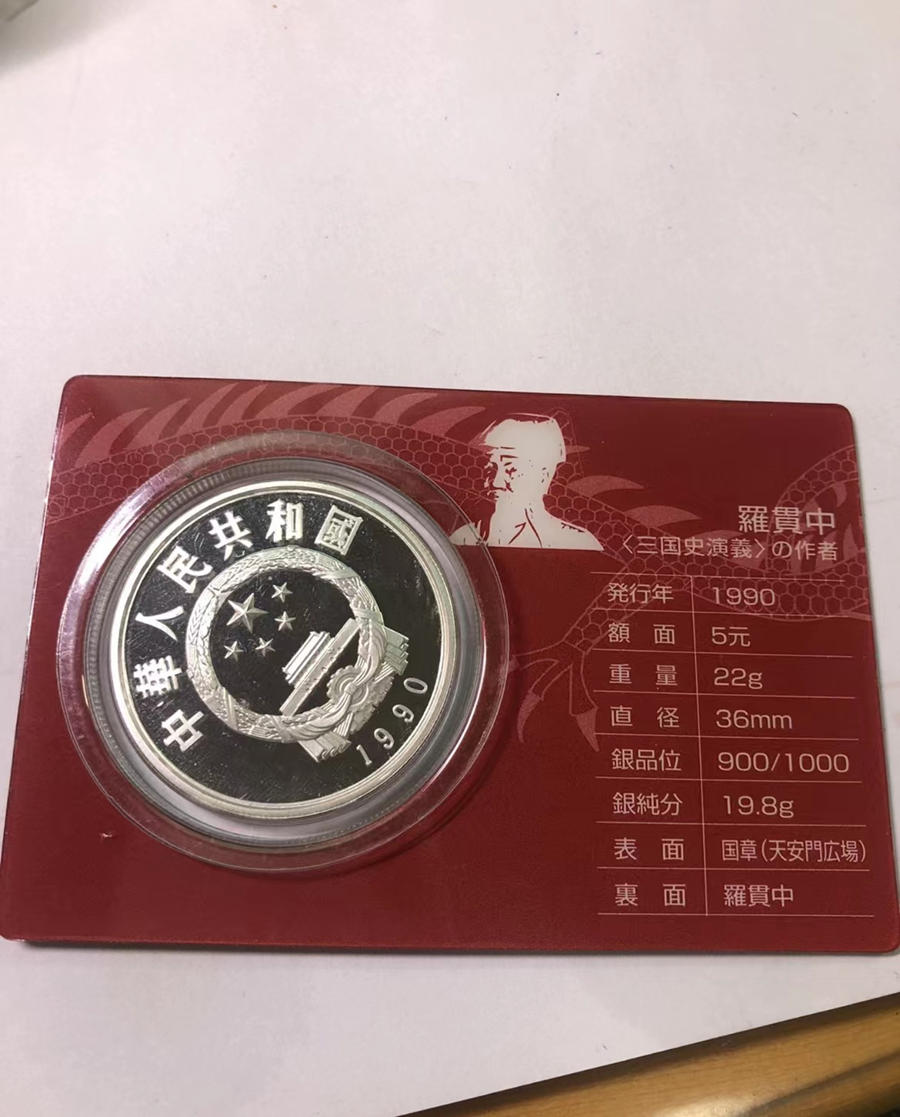 中華人民共和國
1990
羅貫中
〈三国史演義〉の作者
発行年 1990
額面 5元
重量 22g
直径 36mm
銀品位 900/1000
銀純分 19.8g
表面 国章(天安門広場)
裏面 羅貫中